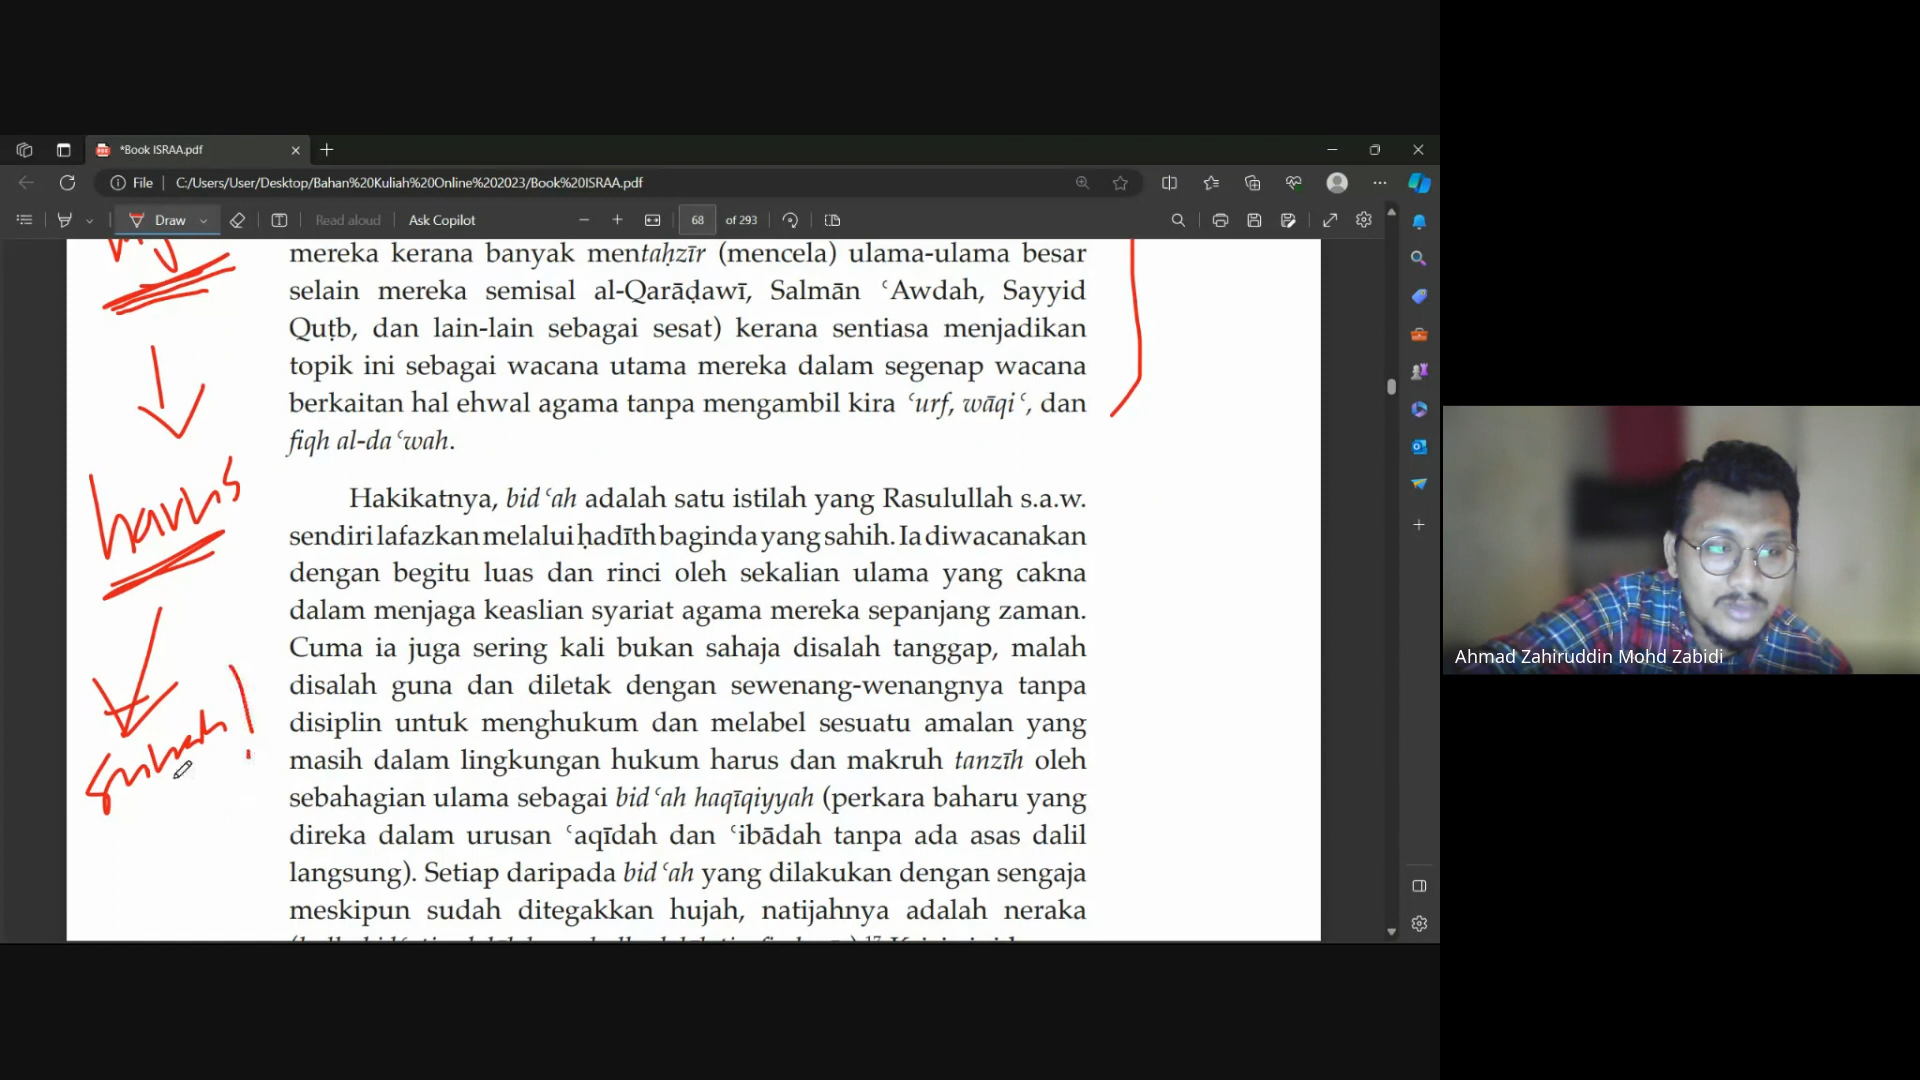 *Book ISRAA.pdf
File
C:/Users/User/Desktop/Bahan%20Kuliah%20Online%202023/Book%20ISRAA.pdf
Draw
Read aloud
Ask Copilot
68
of 293
mereka kerana banyak mentaḥzīr (mencela) ulama-ulama besar
selain mereka semisal al-Qarāḍawī, Salmān ʿAwdah, Sayyid
Quṭb, dan lain-lain sebagai sesat) kerana sentiasa menjadikan
topik ini sebagai wacana utama mereka dalam segenap wacana
berkaitan hal ehwal agama tanpa mengambil kira ʿurf, wāqiʿ, dan
fiqh al-daʿwah.
harus
Hakikatnya, bidʿah adalah satu istilah yang Rasulullah s.a.w.
sendiri lafazkan melalui ḥadīth baginda yang sahih. Ia diwacanakan
dengan begitu luas dan rinci oleh sekalian ulama yang cakna
dalam menjaga keaslian syariat agama mereka sepanjang zaman.
Cuma ia juga sering kali bukan sahaja disalah tanggap, malah
disalah guna dan diletak dengan sewenang-wenangnya tanpa
disiplin untuk menghukum dan melabel sesuatu amalan yang
masih dalam lingkungan hukum harus dan makruh tanzīh oleh
sebahagian ulama sebagai bidʿah haqīqiyyah (perkara baharu yang
direka dalam urusan ʿaqīdah dan ʿibādah tanpa ada asas dalil
langsung). Setiap daripada bidʿah yang dilakukan dengan sengaja
meskipun sudah ditegakkan hujah, natijahnya adalah neraka
Ahmad Zahiruddin Mohd Zabidi